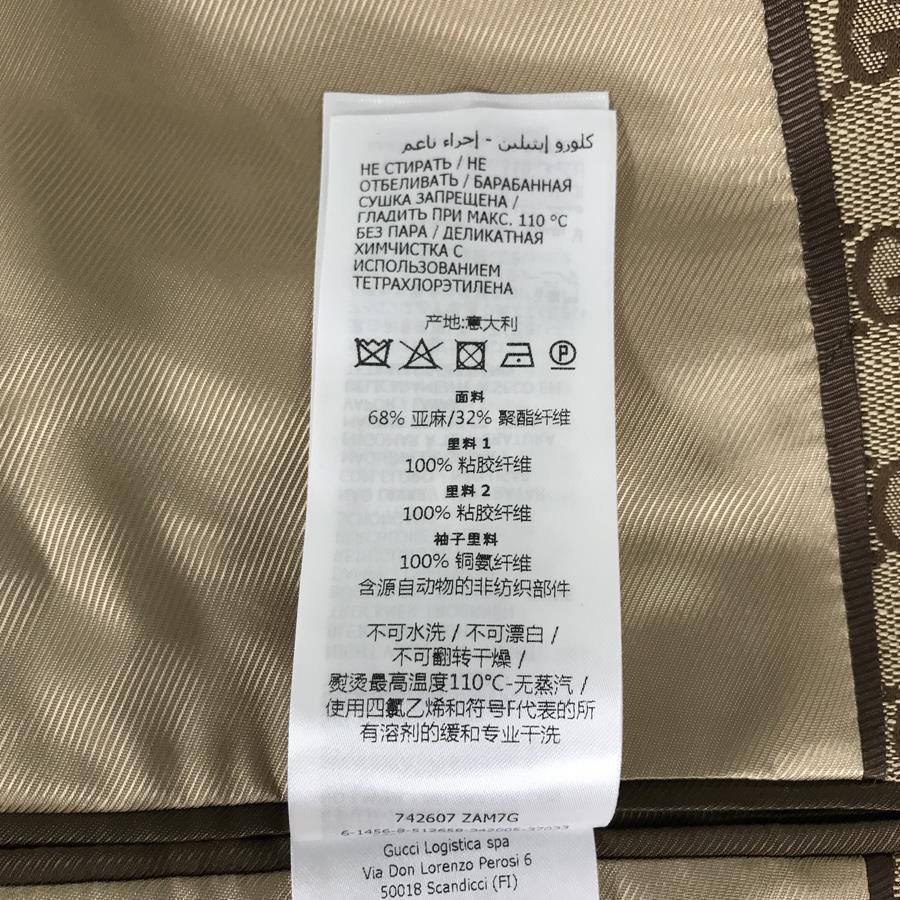 كلورو إيثيلين - إجراء ناعم
НЕ СТИРАТЬ / НЕ
ОТБЕЛИВАТЬ / БАРАБАННАЯ
СУШКА ЗАПРЕЩЕНА /
ГЛАДИТЬ ПРИ МАКС. 110 °C
БЕЗ ПАРА / ДЕЛИКАТНАЯ
ХИМЧИСТКА С
ИСПОЛЬЗОВАНИЕМ
ТЕТРАХЛОРЭТИЛЕНА
产地:意大利
P
面料
68% 亚麻/32% 聚酯纤维
里料 1
100% 粘胶纤维
里料 2
100% 粘胶纤维
袖子里料
100% 铜氨纤维
含源自动物的非纺织部件
不可水洗 / 不可漂白 /
不可翻转干燥 /
熨烫最高温度110°C-无蒸汽 /
使用四氯乙烯和符号F代表的所
有溶剂的缓和专业干洗
742607 ZAM7G
6-1456-8-512658-342005-37033
Gucci Logistica spa
Via Don Lorenzo Perosi 6
50018 Scandicci (FI)
G
G
G